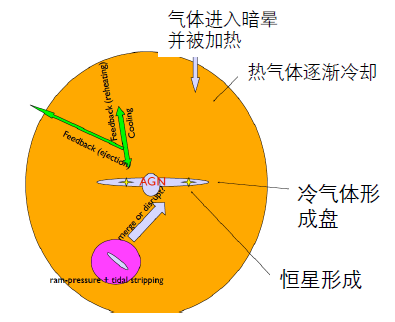 气体进入暗晕
并被加热
热气体逐渐冷却
Feedback (reheating)
Cooling
Feedback (ejection)
AGN
merge or disrupt?
冷气体形
成盘
恒星形成
ram-pressure + tidal stripping